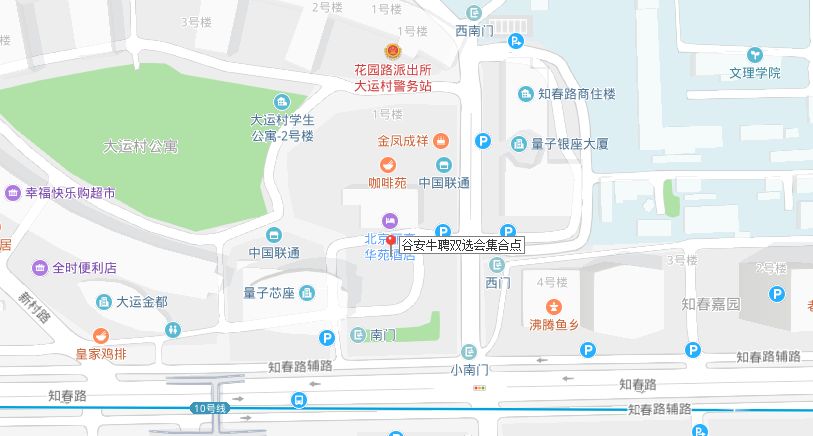 2号楼
1号楼
3号楼
西南门
花园路派出所
大运村警务站
文理学院
知春路商住楼
1号楼
大运村学生
公寓-2号楼
大运村公寓
金凤成祥
量子银座大厦
咖啡苑
中国联通
幸福快乐购超市
北京
谷安牛聘双选会集合点
华苑酒店
中国联通
居
全时便利店
西门
3号楼
2号楼
4号楼
量子芯座
大运金都
知春嘉园
新村路
沸腾鱼乡
南门
皇家鸡排
小南门
知春路辅路
知春路辅路
知春路
知春路
10号线
知春路辅路